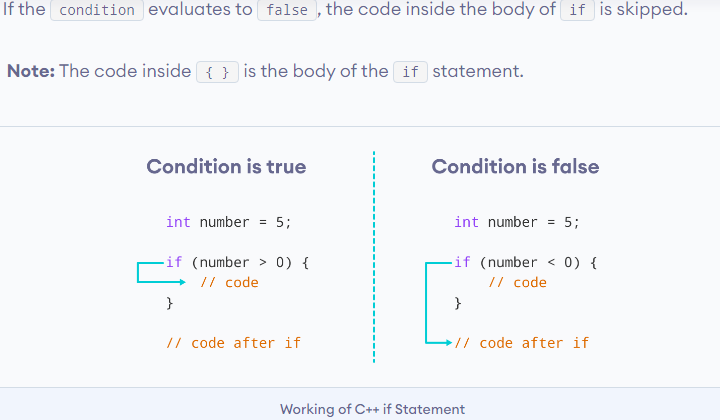 If the condition evaluates to false , the code inside the body of if is skipped.
Note: The code inside { } is the body of the if statement.
Condition is true
int number = 5;
if (number > 0) {
// code
}
// code after if
Condition is false
int number = 5;
if (number < 0) {
// code
}
// code after if
Working of C++ if Statement